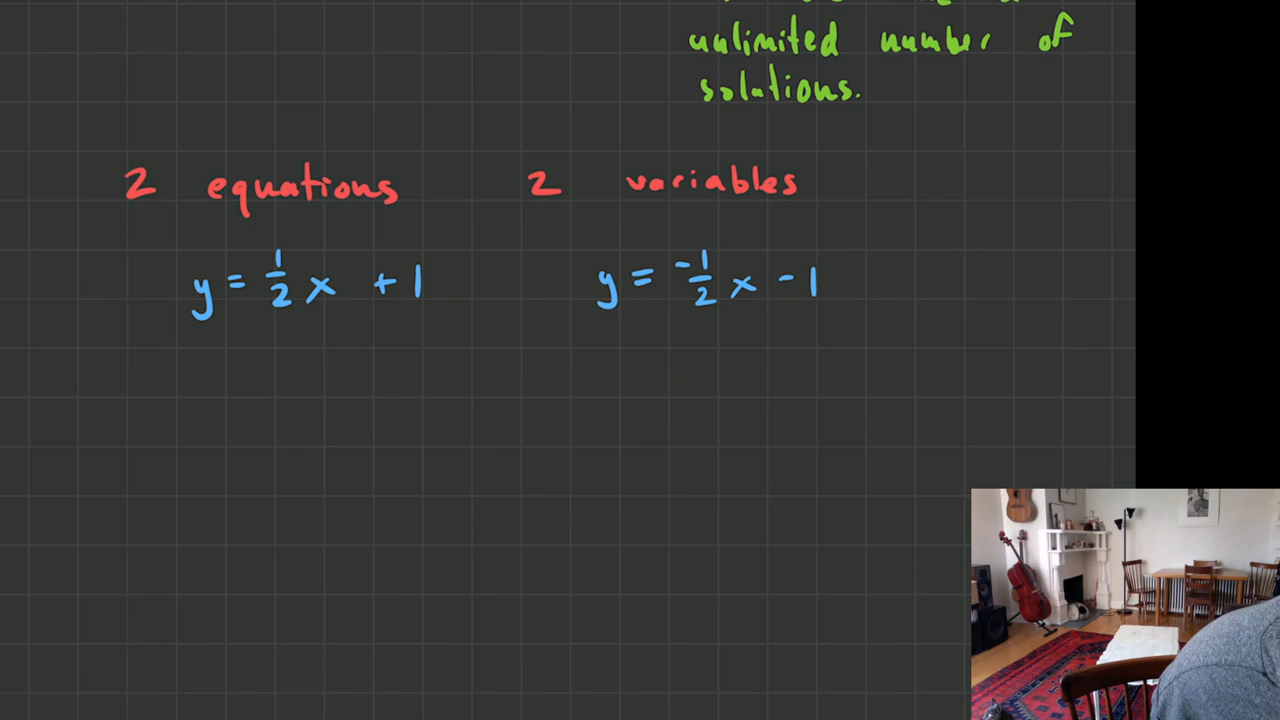 unlimited number of
solutions.
2 equations 2 variables
y = 1/2 x + 1 y = -1/2 x - 1